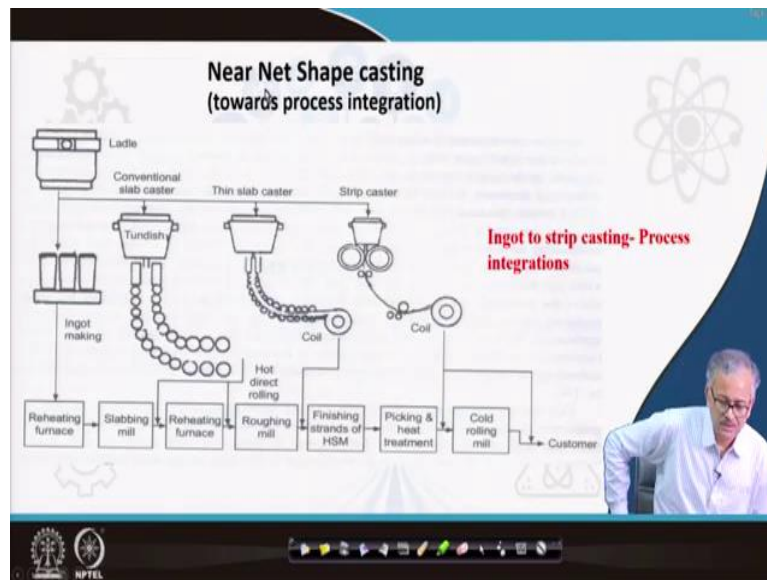 Near Net Shape casting
(towards process integration)
Ladle
Conventional
slab caster
Thin slab caster
Strip caster
Tundish
Ingot to strip casting- Process
integrations
Ingot
making
Coil
Coil
Hot
direct
rolling
Reheating
furnace
Slabbing
mill
Reheating
furnace
Roughing
mill
Finishing
strands of
HSM
Picking &
heat
treatment
Cold
rolling
mill
Customer
NPTEL